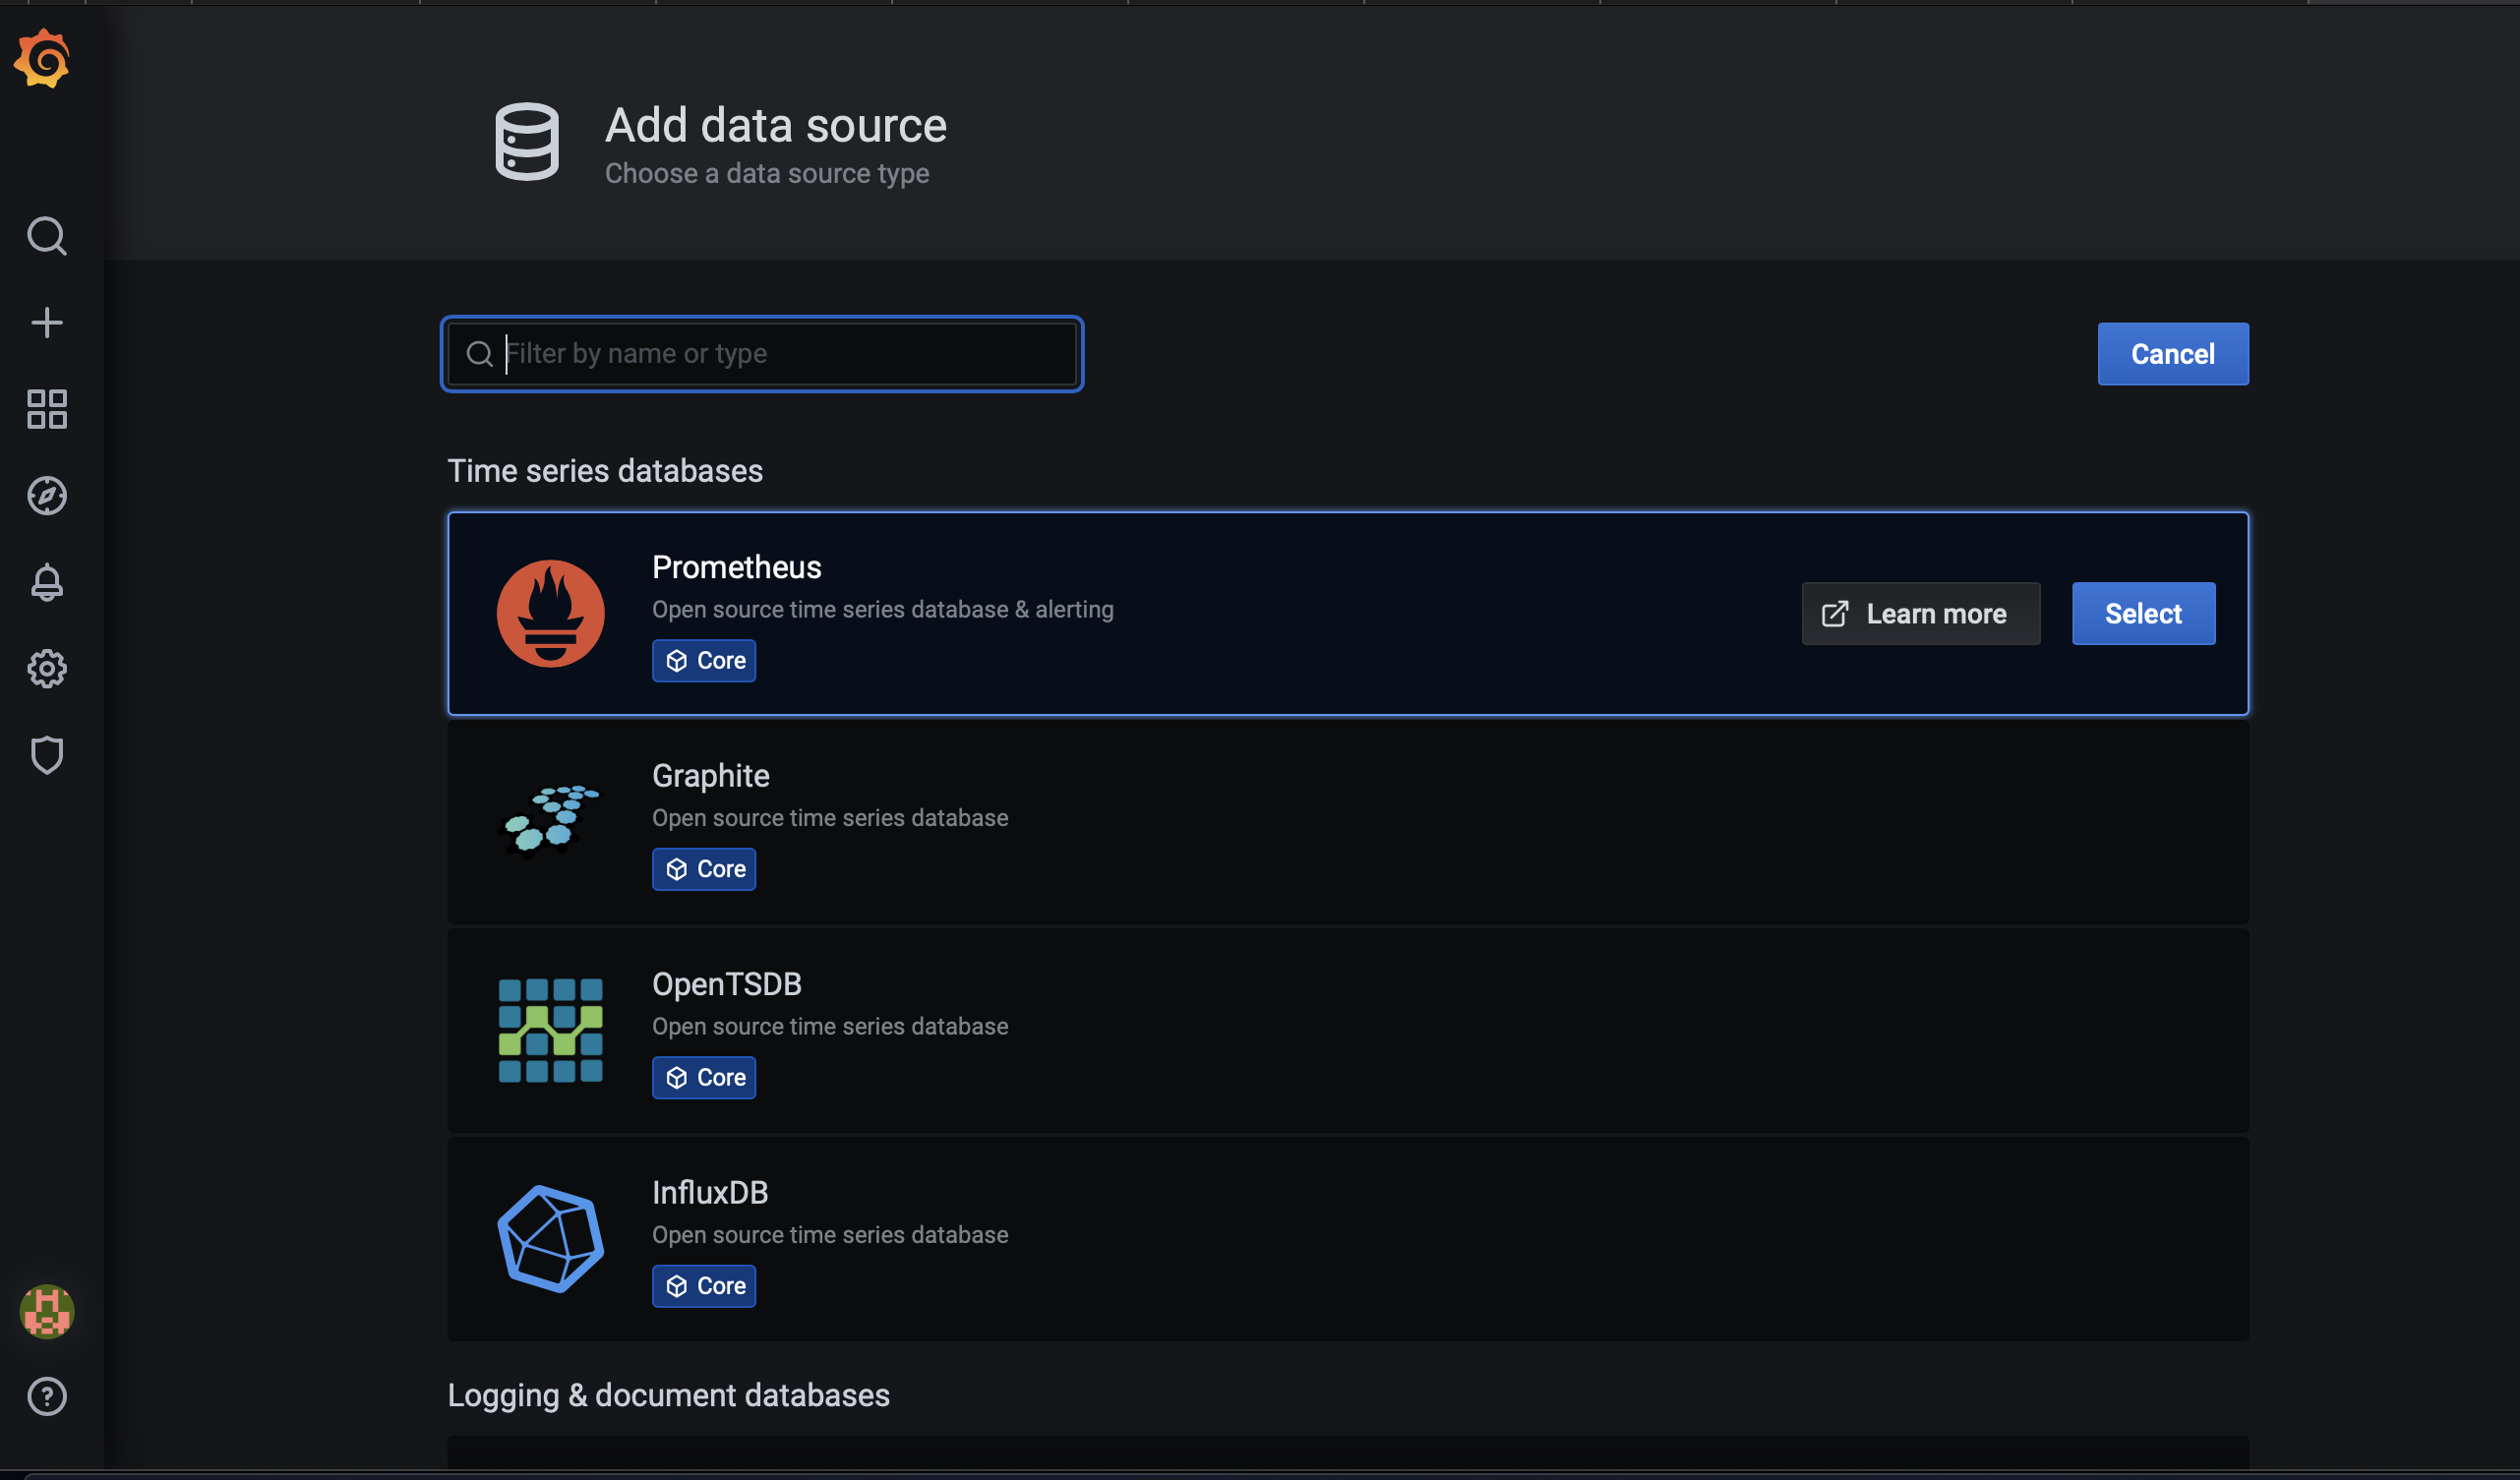 Add data source
Choose a data source type
Filter by name or type
Cancel
Time series databases
Prometheus
Open source time series database & alerting
Core
Learn more
Select
Graphite
Open source time series database
Core
OpenTSDB
Open source time series database
Core
InfluxDB
Open source time series database
Core
Logging & document databases